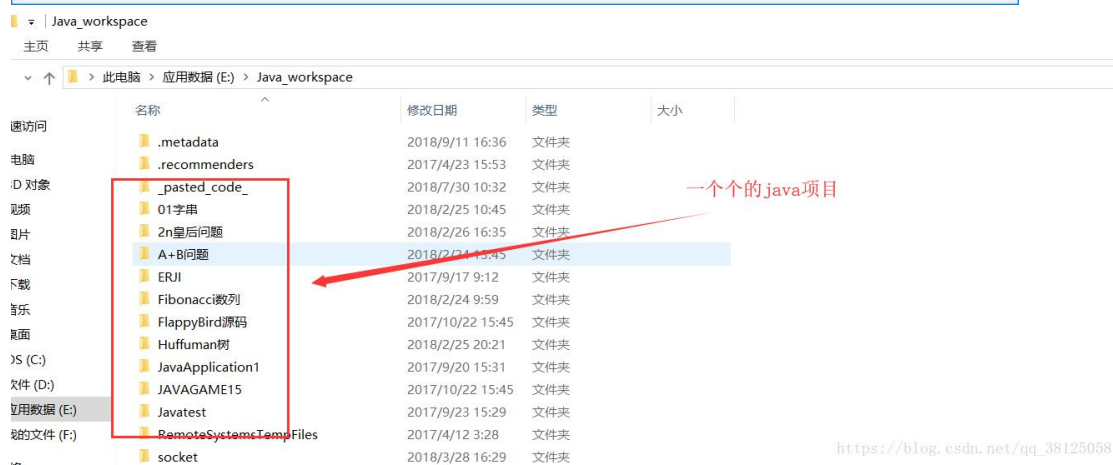 Java_workspace
主页 共享 查看
此电脑 > 应用数据 (E:) > Java_workspace
名称 修改日期 类型 大小
速访问
电脑
3D 对象
视频
图片
文档
下载
音乐
桌面
OS (C:)
软件 (D:)
应用数据 (E:)
我的文件 (F:)
.metadata 2018/9/11 16:36 文件夹
.recommenders 2017/4/23 15:53 文件夹
_pasted_code_ 2018/7/30 10:32 文件夹
01字串 2018/2/25 10:45 文件夹
2n皇后问题 2018/2/26 16:35 文件夹
A+B问题 2018/2/24 13:45 文件夹
ERJI 2017/9/17 9:12 文件夹
Fibonacci数列 2018/2/24 9:59 文件夹
FlappyBird源码 2017/10/22 15:45 文件夹
Huffuman树 2018/2/25 20:21 文件夹
JavaApplication1 2017/9/20 15:31 文件夹
JAVAGAME15 2017/10/22 15:45 文件夹
Javatest 2017/9/23 15:29 文件夹
RemoteSystemsTempFiles 2017/4/12 3:28 文件夹
socket 2018/3/28 16:29 文件夹
一个个的java项目
https://blog.csdn.net/qq_38125058